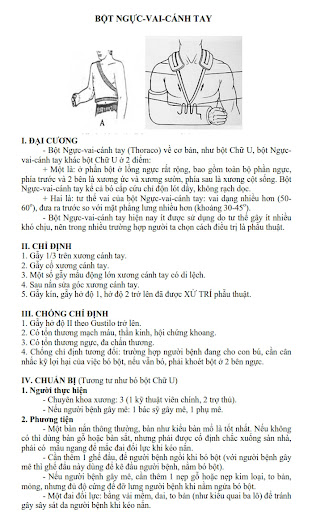 BỘT NGỰC-VAI-CÁNH TAY
A
I. ĐẠI CƯƠNG
- Bột Ngực-vai-cánh tay (Thoraco) về cơ bản, như bột Chữ U, bột Ngực-
vai-cánh tay khác bột Chữ U ở 2 điểm:
+ Một là: ở phần bột ở lồng ngực rất rộng, bao gồm toàn bộ phần ngực,
phía trước và 2 bên là xương ức và xương sườn, phía sau là xương cột sống. Bột
Ngực-vai-cánh tay kể cả bó cấp cứu chỉ độn lót dầy, không rạch dọc.
+ Hai là: tư thế vai của bột Ngực-vai-cánh tay: vai dạng nhiều hơn (50-
60⁰), đưa ra trước so với mặt phẳng lưng nhiều hơn (khoảng 30-45⁰).
- Bột Ngực-vai-cánh tay hiện nay ít được sử dụng do tư thế gây ít nhiều
khó chịu, nên trong nhiều trường hợp người ta chọn cách điều trị là phẫu thuật.
II. CHỈ ĐỊNH
1. Gẫy 1/3 trên xương cánh tay.
2. Gẫy cổ xương cánh tay.
3. Một số gẫy mấu động lớn xương cánh tay có di lệch.
4. Sau nắn sửa góc xương cánh tay.
5. Gẫy kín, gẫy hở độ 1, hở độ 2 trở lên đã được XỬ TRÍ phẫu thuật.
III. CHỐNG CHỈ ĐỊNH
1. Gẫy hở độ II theo Gustilo trở lên.
2. Có tổn thương mạch máu, thần kinh, hội chứng khoang.
3. Có tổn thương ngực, đa chấn thương.
4. Chống chỉ định tương đối: trường hợp người bệnh đang cho con bú, cần cân
nhắc kỹ lợi hại của việc bó bột, nếu vẫn bó, phải khoét bột ở 2 bên ngực.
IV. CHUẨN BỊ (Tương tự như bó bột Chữ U)
1. Người thực hiện
- Chuyên khoa xương: 3 (1 kỹ thuật viên chính, 2 trợ thủ).
- Nếu người bệnh gây mê: 1 bác sỹ gây mê, 1 phụ mê.
2. Phương tiện
- Một bàn nắn thông thường, bàn như kiểu bàn mổ là tốt nhất. Nếu không
có thì dùng bàn gỗ hoặc bàn sắt, nhưng phải được cố định chắc xuống sàn nhà,
phải có mấu ngang để mắc đai đối lực khi kéo nắn.
- Cần thêm 1 ghế đẩu, để người bệnh ngồi khi bó bột (với người bệnh gây
mê thì ghế đẩu này dùng để kê đầu người bệnh, nằm bó bột).
- Nếu người bệnh gây mê, cần thêm 1 nẹp gỗ hoặc nẹp kim loại, to bản,
mỏng, nhưng đủ độ cứng để đỡ lưng người bệnh khi nằm ngửa bó bột.
- Một đai đối lực: bằng vải mềm, dai, to bản (như kiểu quai ba lô) để tránh
gây sây sát da người bệnh khi kéo nắn.